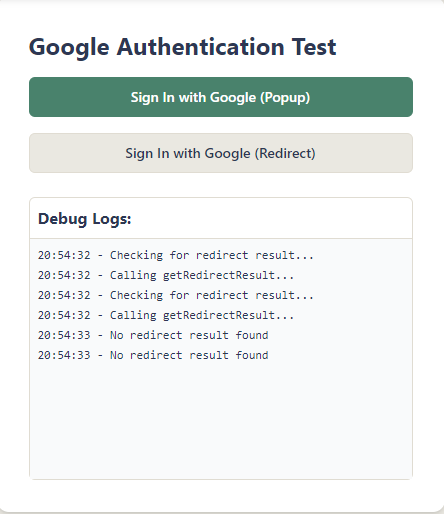 Google Authentication Test
Sign In with Google (Popup)
Sign In with Google (Redirect)
Debug Logs:
20:54:32 - Checking for redirect result...
20:54:32 - Calling getRedirectResult...
20:54:32 - Checking for redirect result...
20:54:32 - Calling getRedirectResult...
20:54:33 - No redirect result found
20:54:33 - No redirect result found